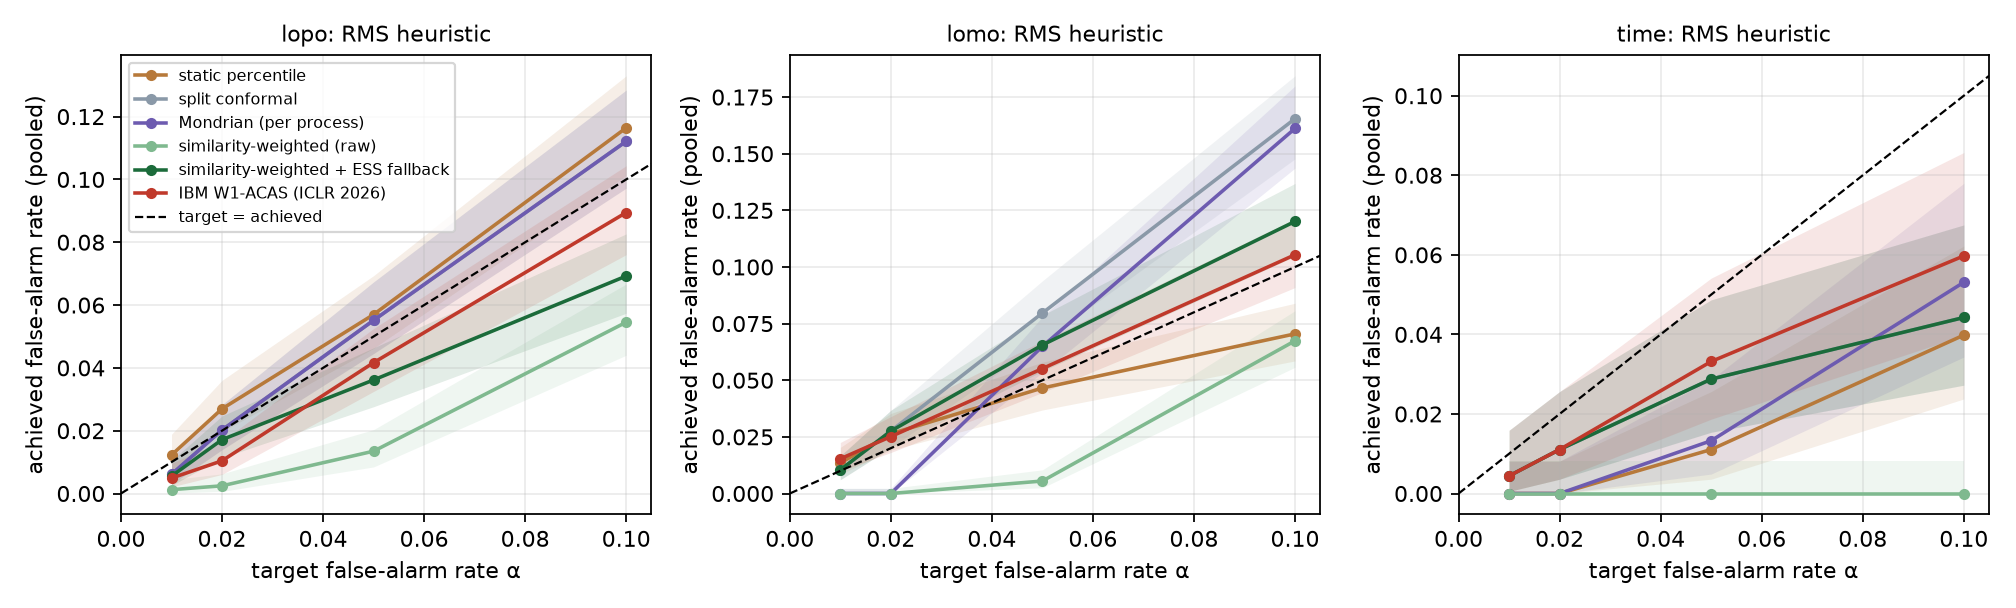 lopo: RMS heuristic
achieved false-alarm rate (pooled)
0.12
0.10
0.08
0.06
0.04
0.02
0.00
static percentile
split conformal
Mondrian (per process)
similarity-weighted (raw)
similarity-weighted + ESS fallback
IBM W1-ACAS (ICLR 2026)
target = achieved
0.00 0.02 0.04 0.06 0.08 0.10
target false-alarm rate α
lomo: RMS heuristic
achieved false-alarm rate (pooled)
0.175
0.150
0.125
0.100
0.075
0.050
0.025
0.000
0.00 0.02 0.04 0.06 0.08 0.10
target false-alarm rate α
time: RMS heuristic
achieved false-alarm rate (pooled)
0.10
0.08
0.06
0.04
0.02
0.00
0.00 0.02 0.04 0.06 0.08 0.10
target false-alarm rate α